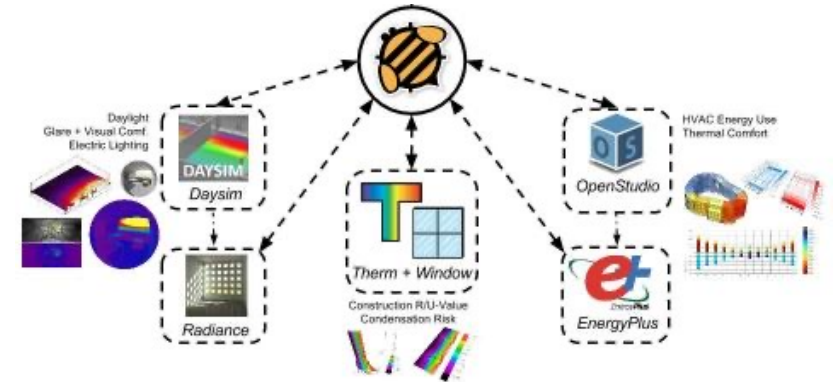 Daylight
Glare + Visual Comf.
Electric Lighting
DAYSIM
Daysim
Radiance
Therm + Window
Construction R/U-Value
Condensation Risk
OS
OpenStudio
HVAC Energy Use
Thermal Comfort
e+
EnergyPlus
EnergyPlus